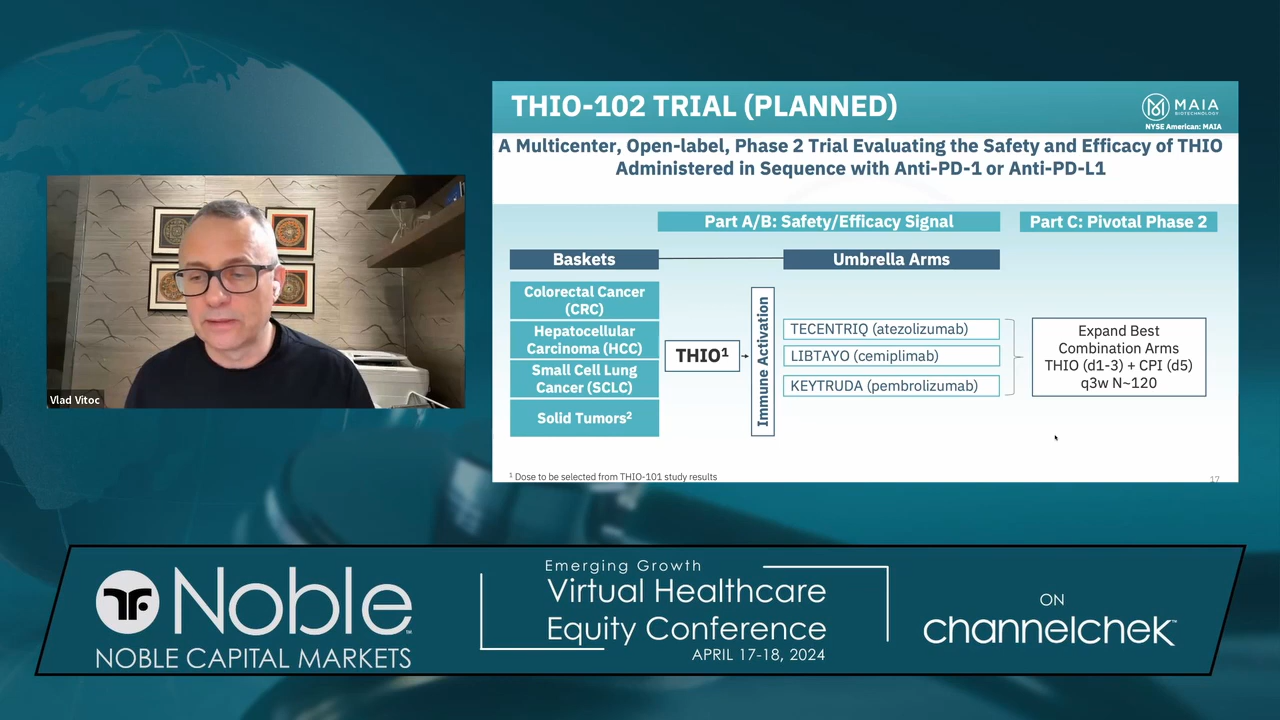 THIO-102 TRIAL (PLANNED)
MAIA
BIOTECHNOLOGY
NYSE American: MAIA
A Multicenter, Open-label, Phase 2 Trial Evaluating the Safety and Efficacy of THIO
Administered in Sequence with Anti-PD-1 or Anti-PD-L1
Part A/B: Safety/Efficacy Signal
Part C: Pivotal Phase 2
Baskets
Umbrella Arms
Colorectal Cancer
(CRC)
Hepatocellular
Carcinoma (HCC)
Small Cell Lung
Cancer (SCLC)
Solid Tumors²
THIO¹
Immune Activation
TECENTRIQ (atezolizumab)
LIBTAYO (cemiplimab)
KEYTRUDA (pembrolizumab)
Expand Best
Combination Arms
THIO (d1-3) + CPI (d5)
q3w N~120
¹ Dose to be selected from THIO-101 study results
17
Vlad Vitoc
Noble™
NOBLE CAPITAL MARKETS
Emerging Growth
Virtual Healthcare
Equity Conference
APRIL 17-18, 2024
ON
channelchek™